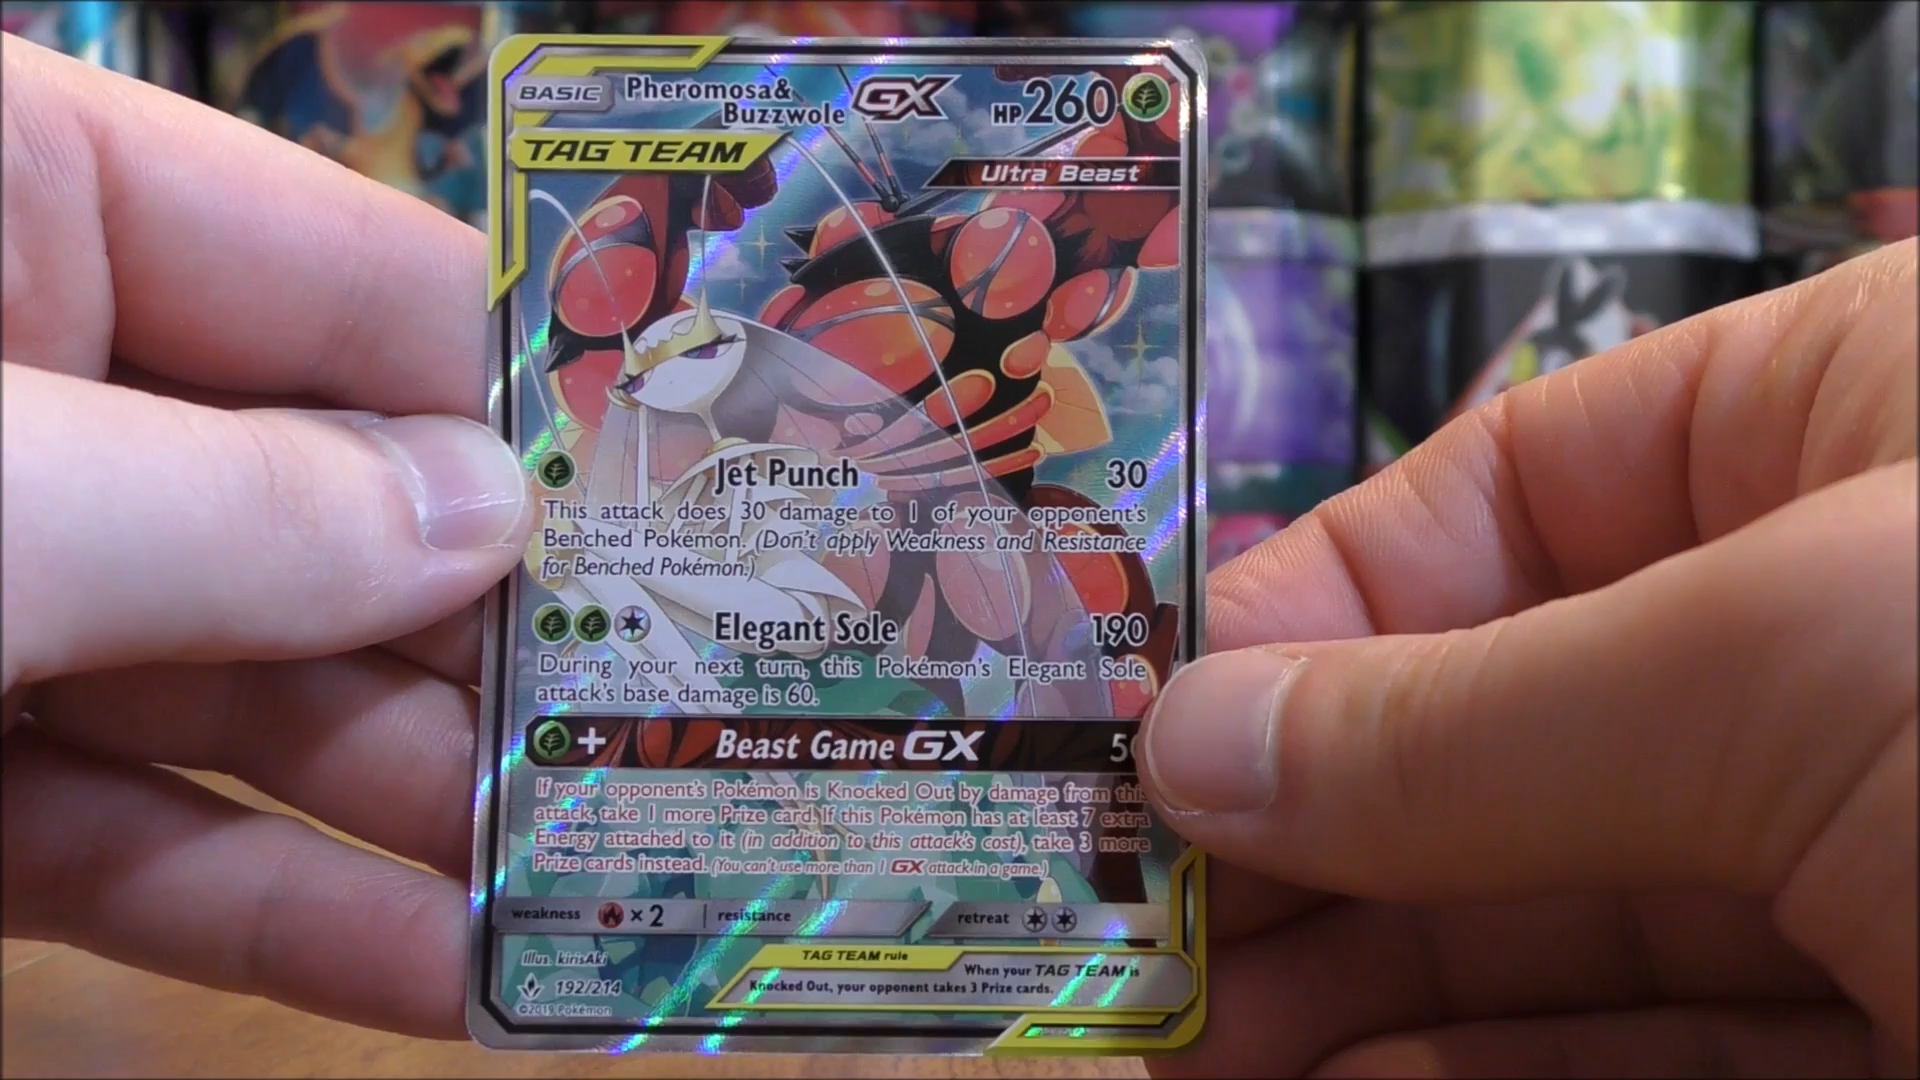 BASIC Pheromosa& GX HP 260
Buzzwole
TAG TEAM
Ultra Beast
Jet Punch 30
This attack does 30 damage to 1 of your opponent's
Benched Pokémon. (Don't apply Weakness and Resistance
for Benched Pokémon.)
Elegant Sole 190
During your next turn, this Pokémon's Elegant Sole
attack's base damage is 60.
+ Beast Game GX
If your opponent's Pokémon is Knocked Out by damage from this
attack, take 1 more Prize card. If this Pokémon has at least 7 extra
Energy attached to it (in addition to this attack's cost), take 3 more
Prize cards instead. (You can't use more than 1 GX attack in a game.)
weakness ×2 resistance retreat
Illus. kirisAki
192/214
©2019 Pokémon
TAG TEAM rule
When your TAG TEAM is
Knocked Out, your opponent takes 3 Prize cards.